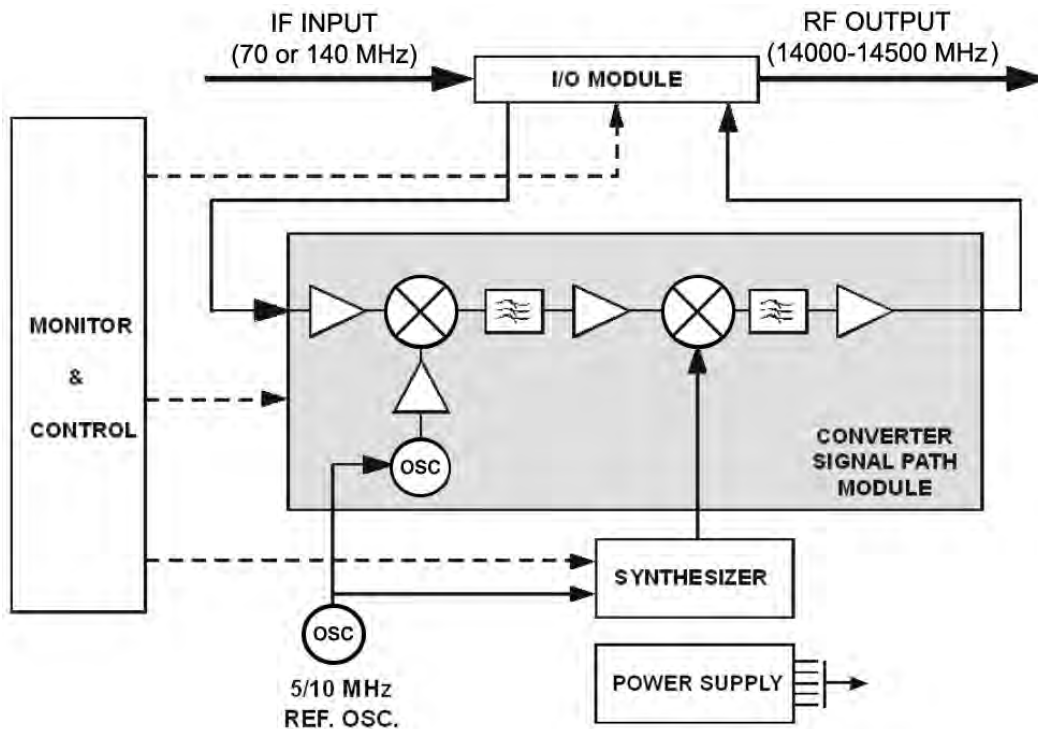 IF INPUT
(70 or 140 MHz)
RF OUTPUT
(14000-14500 MHz)
I/O MODULE
MONITOR
&
CONTROL
OSC
CONVERTER
SIGNAL PATH
MODULE
SYNTHESIZER
OSC
5/10 MHz
REF. OSC.
POWER SUPPLY